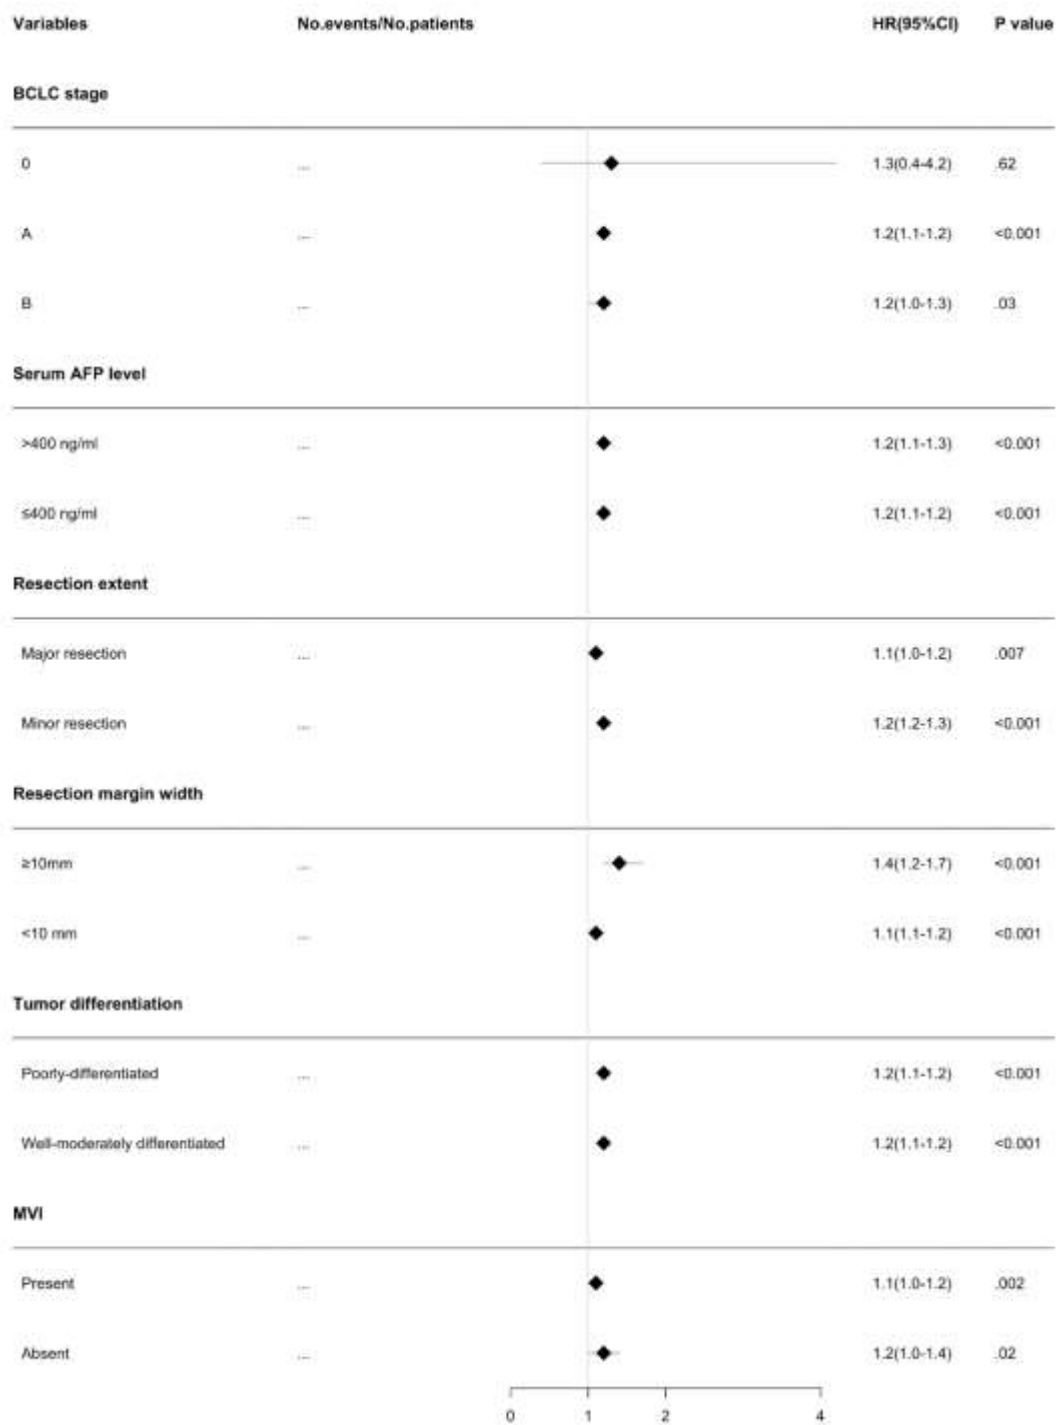 Variables No.events/No.patients HR(95%CI) P value
BCLC stage
0 ... 1.3(0.4-4.2) .62
A ... 1.2(1.1-1.2) <0.001
B ... 1.2(1.0-1.3) .03
Serum AFP level
>400 ng/ml ... 1.2(1.1-1.3) <0.001
≤400 ng/ml ... 1.2(1.1-1.2) <0.001
Resection extent
Major resection ... 1.1(1.0-1.2) .007
Minor resection ... 1.2(1.2-1.3) <0.001
Resection margin width
≥10mm ... 1.4(1.2-1.7) <0.001
<10 mm ... 1.1(1.1-1.2) <0.001
Tumor differentiation
Poorly-differentiated ... 1.2(1.1-1.2) <0.001
Well-moderately differentiated ... 1.2(1.1-1.2) <0.001
MVI
Present ... 1.1(1.0-1.2) .002
Absent ... 1.2(1.0-1.4) .02
0 1 2 4